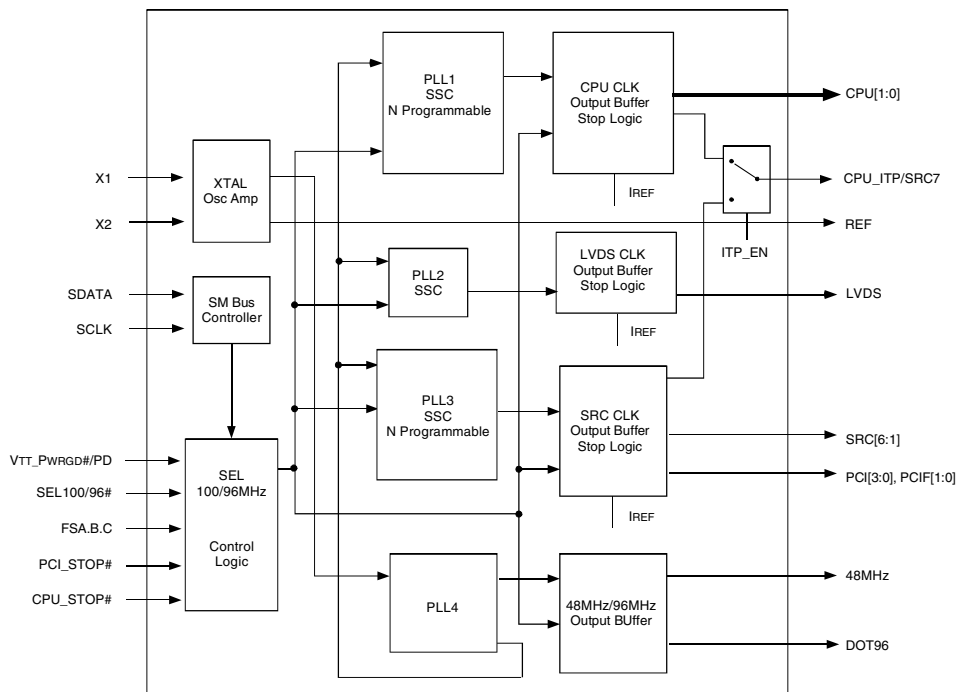 PLL1
SSC
N Programmable
CPU CLK
Output Buffer
Stop Logic
CPU[1:0]
IREF
X1
X2
XTAL
Osc Amp
CPU_ITP/SRC7
REF
ITP_EN
SDATA
SCLK
SM Bus
Controller
PLL2
SSC
LVDS CLK
Output Buffer
Stop Logic
LVDS
IREF
PLL3
SSC
N Programmable
SRC CLK
Output Buffer
Stop Logic
SRC[6:1]
PCI[3:0], PCIF[1:0]
IREF
VTT_PWRGD#/PD
SEL100/96#
FSA.B.C
PCI_STOP#
CPU_STOP#
SEL
100/96MHz
Control
Logic
PLL4
48MHz/96MHz
Output BUffer
48MHz
DOT96